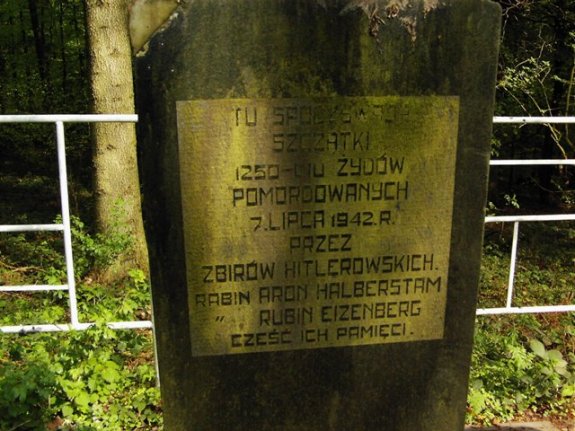 TU SPOCZYWAJĄ
SZCZĄTKI
1250-CIU ŻYDÓW
POMORDOWANYCH
7. LIPCA 1942.R.
PRZEZ
ZBIRÓW HITLEROWSKICH.
RABIN ARON HALBERSTAM
〃 RUBIN EIZENBERG
CZEŚĆ ICH PAMIĘCI.